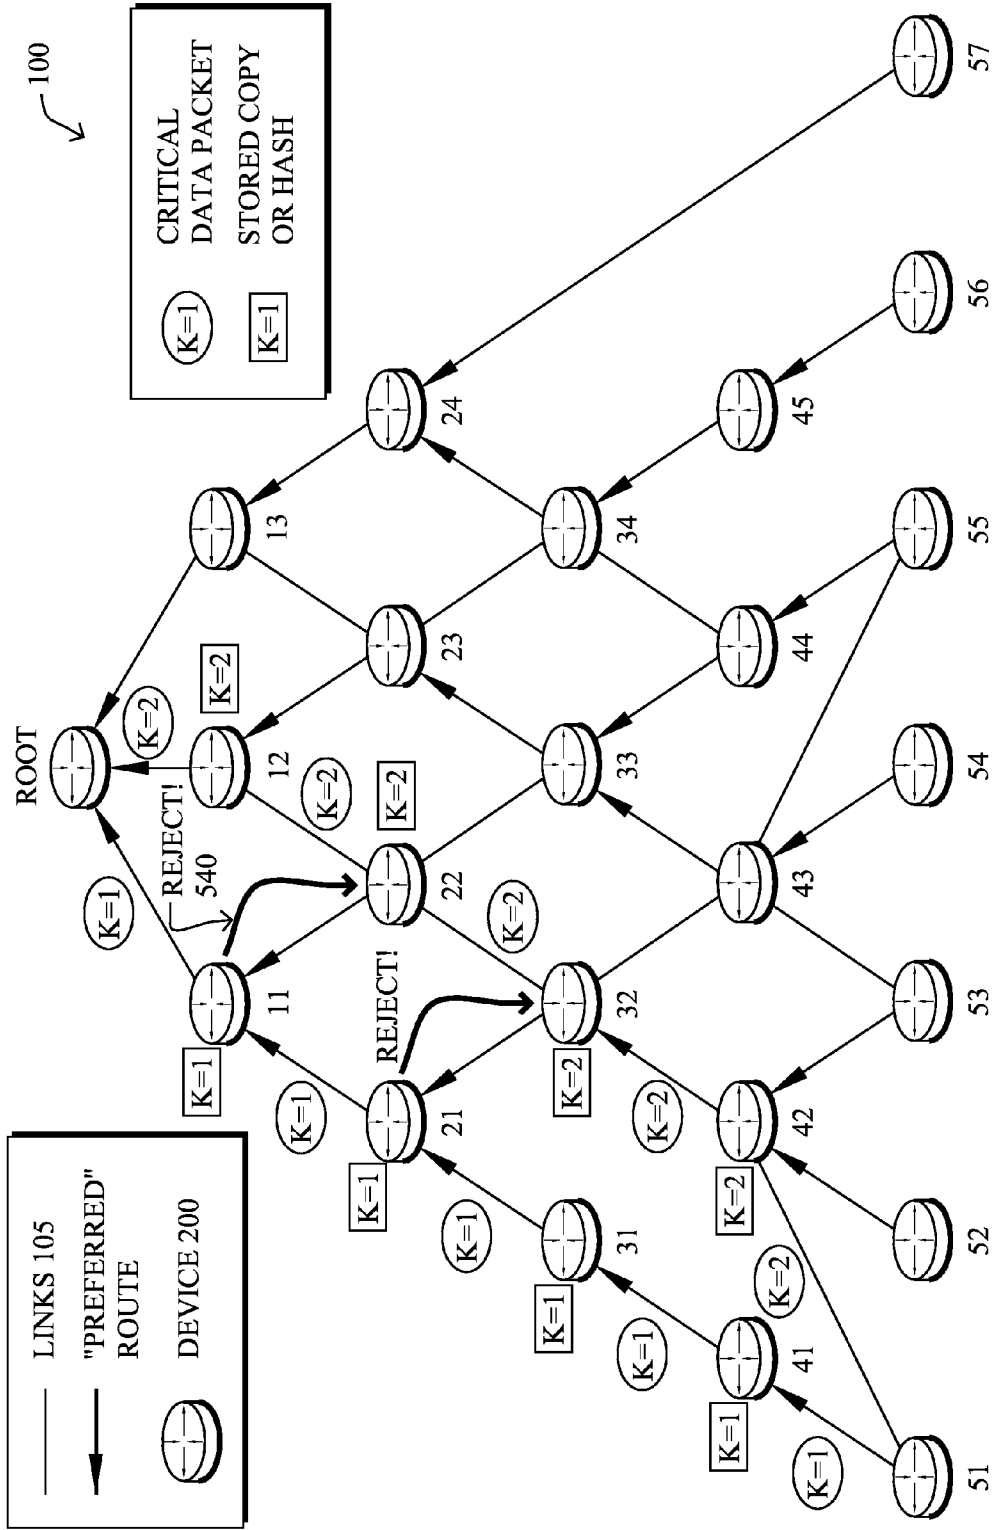 100
LINKS 105
"PREFERRED"
ROUTE
DEVICE 200
K=1
CRITICAL
DATA PACKET
K=1
STORED COPY
OR HASH
ROOT
K=1
K=2
REJECT!
540
K=1
11
12
K=2
13
K=1
REJECT!
K=2
K=1
21
22
K=2
23
24
K=1
K=2
K=1
31
K=2
32
33
34
K=1
K=2
K=1
41
K=2
K=2
42
43
44
45
K=1
51
52
53
54
55
56
57